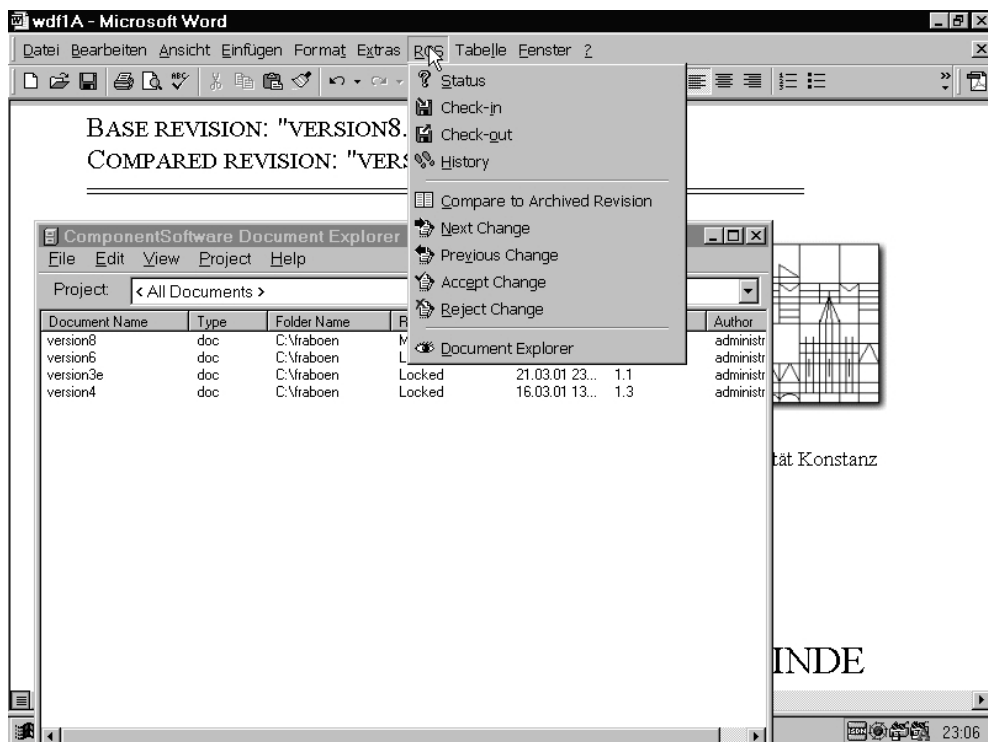 wdf1A - Microsoft Word
Datei Bearbeiten Ansicht Einfügen Format Extras RCS Tabelle Fenster ?
BASE REVISION: "VERSION8.
COMPARED REVISION: "VERS
Status
Check-in
Check-out
History
Compare to Archived Revision
Next Change
Previous Change
Accept Change
Reject Change
Document Explorer
ComponentSoftware Document Explorer
File Edit View Project Help
Project: < All Documents >
Document Name Type Folder Name R Author
version8 doc C:\fraboen M administr
version6 doc C:\fraboen L administr
version3e doc C:\fraboen Locked 21.03.01 23... 1.1 administr
version4 doc C:\fraboen Locked 16.03.01 13... 1.3 administr
tät Konstanz
INDE
23:06